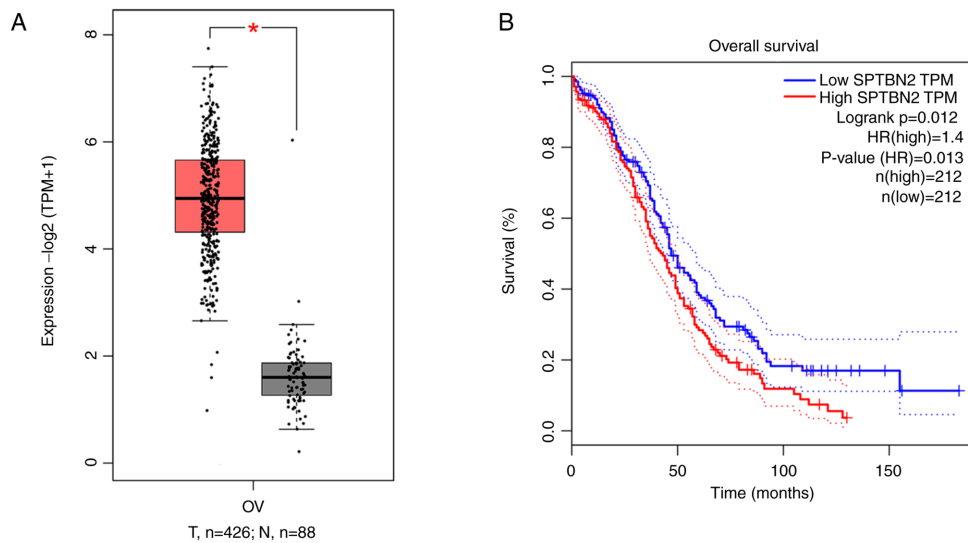 A
8
6
4
2
0
Expression –log2 (TPM+1)
*
OV
T, n=426; N, n=88
B
Overall survival
Low SPTBN2 TPM
High SPTBN2 TPM
Logrank p=0.012
HR(high)=1.4
P-value (HR)=0.013
n(high)=212
n(low)=212
1.0
0.8
0.6
0.4
0.2
0.0
Survival (%)
0 50 100 150
Time (months)